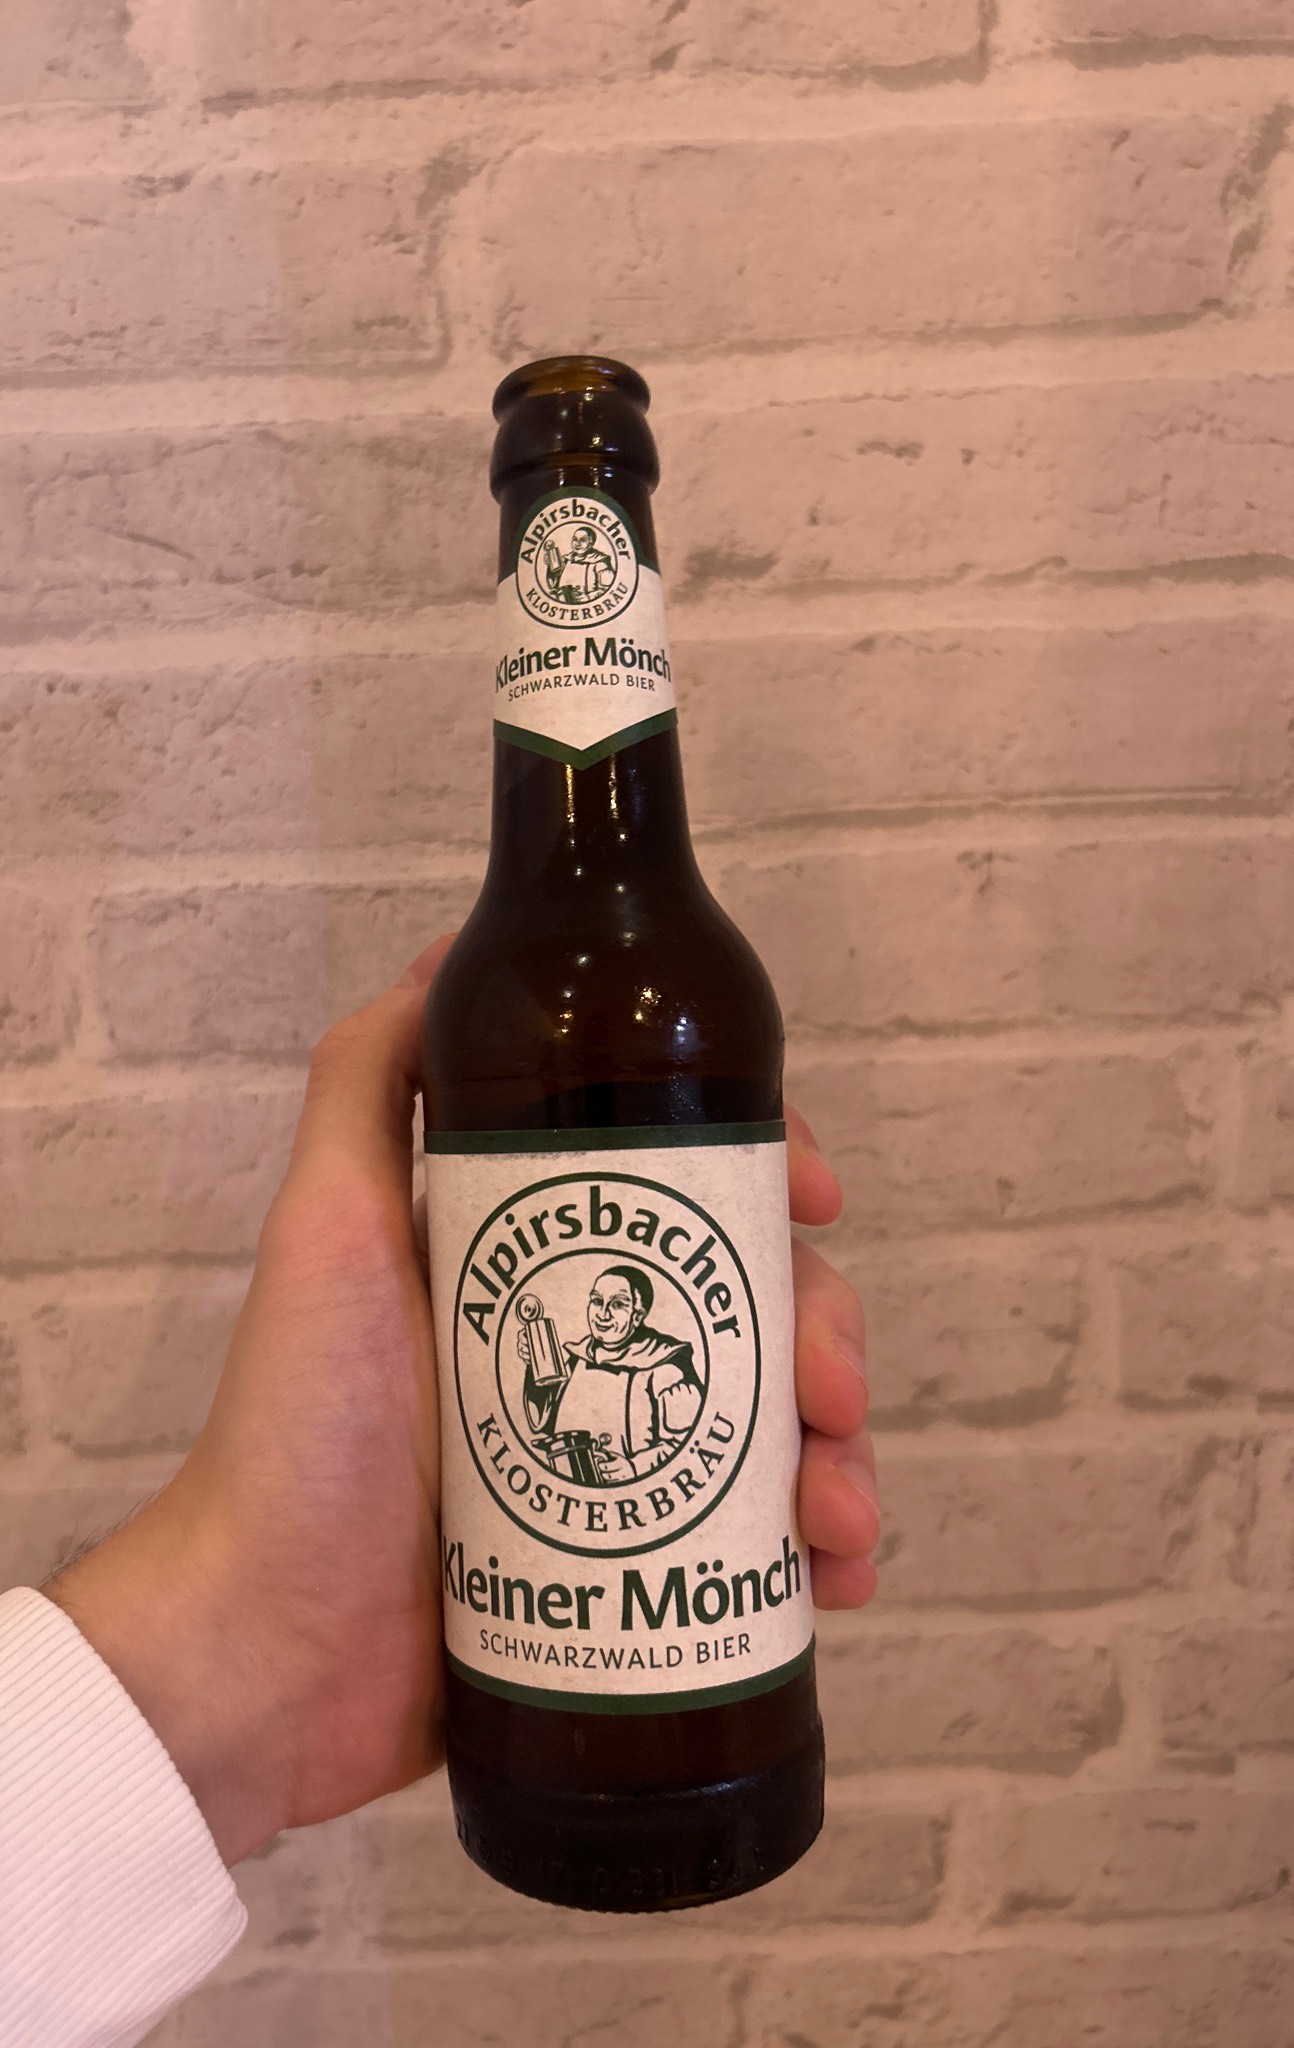 Alpirsbacher
KLOSTERBRÄU
Kleiner Mönch
SCHWARZWALD BIER
Alpirsbacher
KLOSTERBRÄU
Kleiner Mönch
SCHWARZWALD BIER